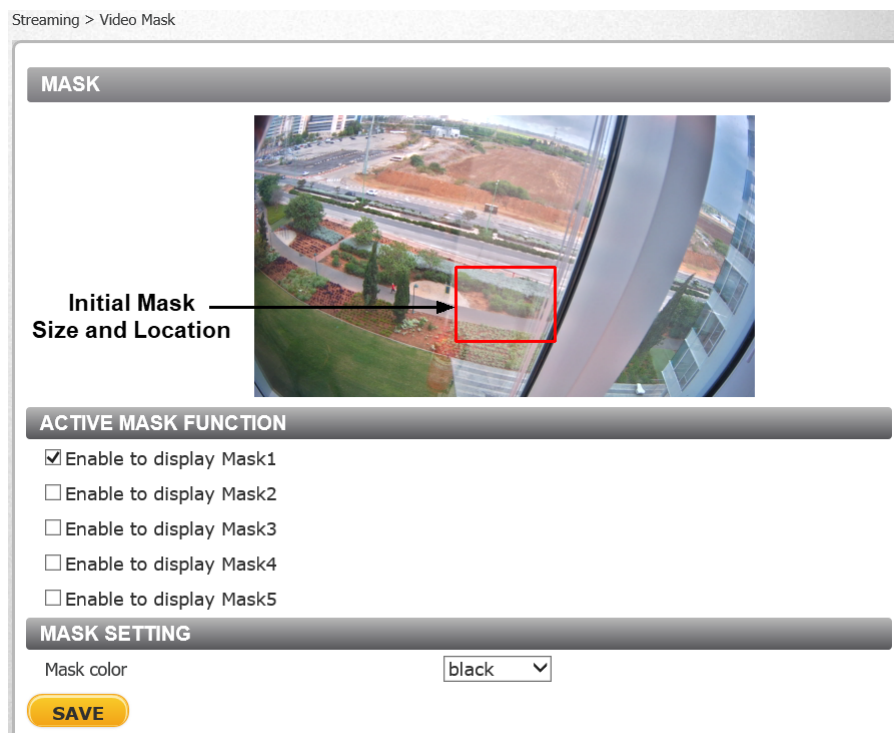 Streaming > Video Mask
MASK
Initial Mask
Size and Location
ACTIVE MASK FUNCTION
Enable to display Mask1
Enable to display Mask2
Enable to display Mask3
Enable to display Mask4
Enable to display Mask5
MASK SETTING
Mask color black
SAVE